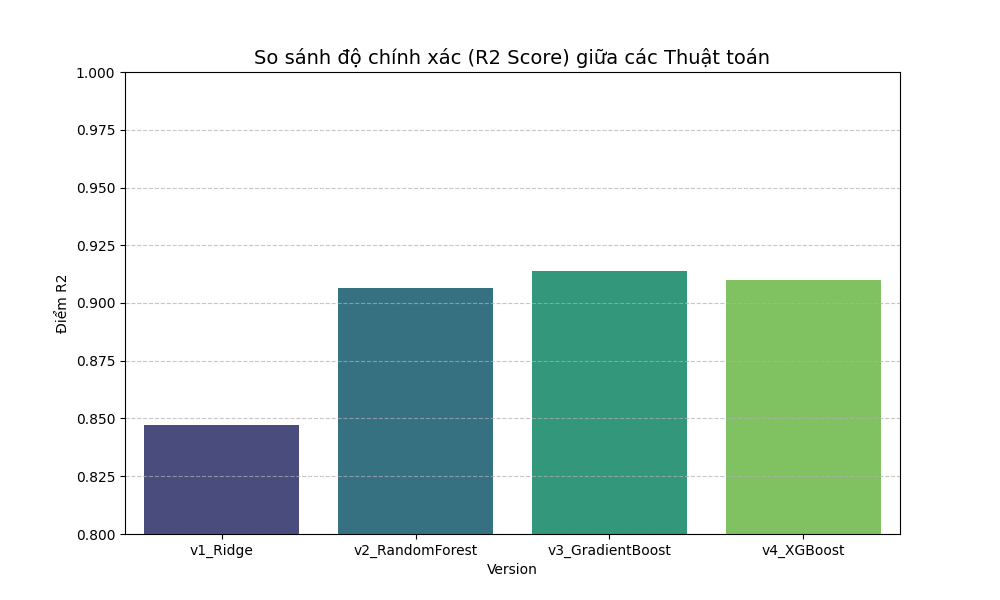 So sánh độ chính xác (R2 Score) giữa các Thuật toán
1.000
0.975
0.950
0.925
0.900
0.875
0.850
0.825
0.800
Điểm R2
v1_Ridge
v2_RandomForest
v3_GradientBoost
v4_XGBoost
Version